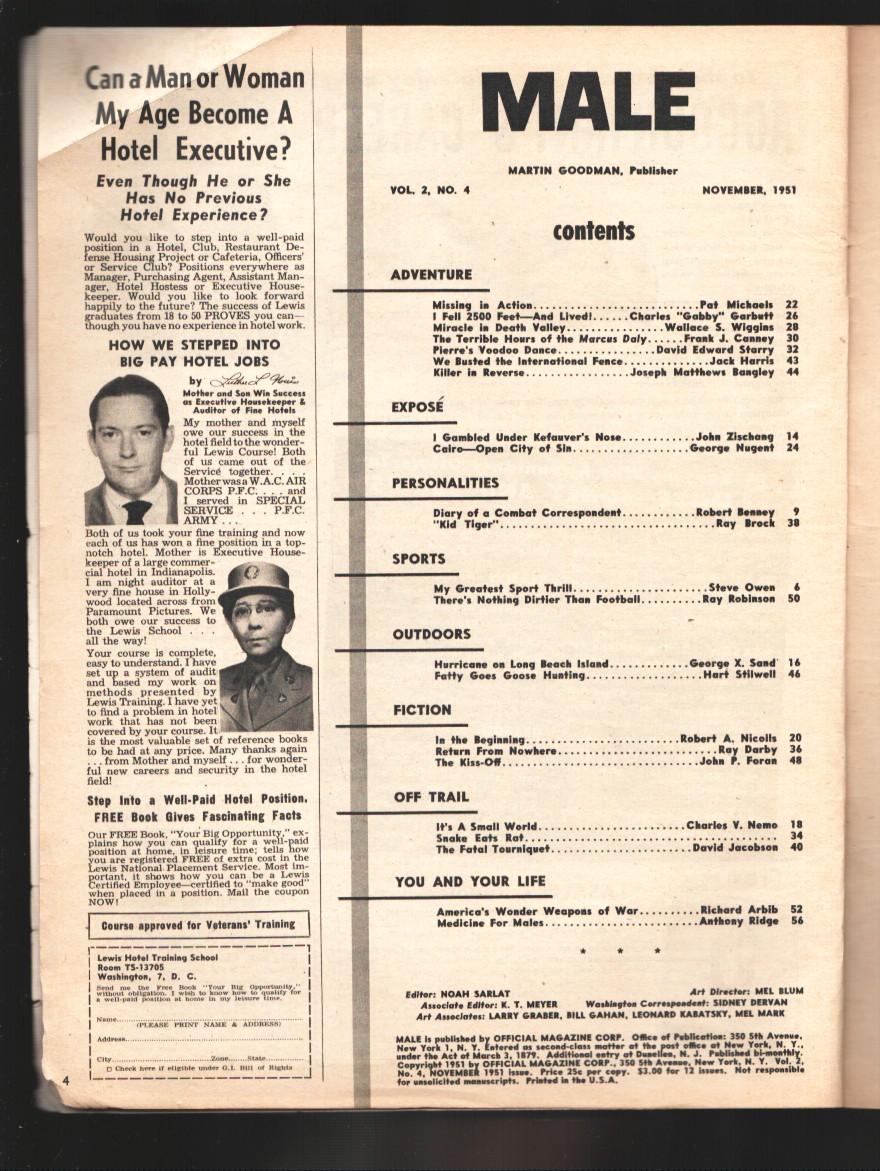 Can a Man or Woman
My Age Become A
Hotel Executive?
Even Though He or She
Has No Previous
Hotel Experience?
Would you like to step into a well-paid
position in a Hotel, Club, Restaurant De-
fense Housing Project or Cafeteria, Officers'
or Service Club? Positions everywhere as
Manager, Purchasing Agent, Assistant Man-
ager, Hotel Hostess or Executive House-
keeper. Would you like to look forward
happily to the future? The success of Lewis
graduates from 18 to 50 PROVES you can—
though you have no experience in hotel work.
HOW WE STEPPED INTO
BIG PAY HOTEL JOBS
by
Mother and Son Win Success
as Executive Housekeeper &
Auditor of Fine Hotels
My mother and myself
owe our success in the
hotel field to the wonder-
ful Lewis Course! Both
of us came out of the
Service together. . . .
Mother was a W.A.C. AIR
CORPS P.F.C. . . . and
I served in SPECIAL
SERVICE . . . P.F.C.
ARMY . . .
Both of us took your fine training and now
each of us has won a fine position in a top-
notch hotel. Mother is Executive House-
keeper of a large commer-
cial hotel in Indianapolis.
I am night auditor at a
very fine house in Holly-
wood located across from
Paramount Pictures. We
both owe our success to
the Lewis School . . .
all the way!
Your course is complete,
easy to understand. I have
set up a system of audit
and based my work on
methods presented by
Lewis Training. I have yet
to find a problem in hotel
work that has not been
covered by your course. It
is the most valuable set of reference books
to be had at any price. Many thanks again
. . . from Mother and myself . . . for wonder-
ful new careers and security in the hotel
field!
Step Into a Well-Paid Hotel Position.
FREE Book Gives Fascinating Facts
Our FREE Book, "Your Big Opportunity," ex-
plains how you can qualify for a well-paid
position at home, in leisure time; tells how
you are registered FREE of extra cost in the
Lewis National Placement Service. Most im-
portant, it shows how you can be a Lewis
Certified Employee—certified to "make good"
when placed in a position. Mail the coupon
NOW!
Course approved for Veterans' Training
Lewis Hotel Training School
Room TS-13705
Washington, 7, D. C.
Send me the Free Book "Your Big Opportunity,"
without obligation. I wish to know how to qualify for
a well-paid position at home in my leisure time.
Name
(PLEASE PRINT NAME & ADDRESS)
Address
City Zone State
□ Check here if eligible under G.I. Bill of Rights
4
MALE
MARTIN GOODMAN, Publisher
VOL. 2, NO. 4 NOVEMBER, 1951
contents
ADVENTURE
Missing in Action Pat Michaels 22
I Fell 2500 Feet—And Lived! Charles "Gabby" Garbutt 26
Miracle in Death Valley Wallace S. Wiggins 28
The Terrible Hours of the Marcus Daly Frank J. Canney 30
Pierre's Voodoo Dance David Edward Starry 32
We Busted the International Fence Jack Harris 43
Killer in Reverse Joseph Matthews Bangley 44
EXPOSÉ
I Gambled Under Kefauver's Nose John Zischang 14
Cairo—Open City of Sin George Nugent 24
PERSONALITIES
Diary of a Combat Correspondent Robert Benney 9
"Kid Tiger" Ray Brock 38
SPORTS
My Greatest Sport Thrill Steve Owen 6
There's Nothing Dirtier Than Football Ray Robinson 50
OUTDOORS
Hurricane on Long Beach Island George X. Sand 16
Fatty Goes Goose Hunting Hart Stilwell 46
FICTION
In the Beginning Robert A. Nicolls 20
Return From Nowhere Ray Darby 36
The Kiss-Off John P. Foran 48
OFF TRAIL
It's A Small World Charles V. Nemo 18
Snake Eats Rat 34
The Fatal Tourniquet David Jacobson 40
YOU AND YOUR LIFE
America's Wonder Weapons of War Richard Arbib 52
Medicine For Males Anthony Ridge 56
* * *
Editor: NOAH SARLAT Art Director: MEL BLUM
Associate Editor: K. T. MEYER Washington Correspondent: SIDNEY DERVAN
Art Associates: LARRY GRABER, BILL GAHAN, LEONARD KABATSKY, MEL MARK
MALE is published by OFFICIAL MAGAZINE CORP. Office of Publication: 350 5th Avenue,
New York 1, N. Y. Entered as second-class matter at the post office at New York, N. Y.,
under the Act of March 3, 1879. Additional entry at Dunellen, N. J. Published bi-monthly.
Copyright 1951 by OFFICIAL MAGAZINE CORP., 350 5th Avenue, New York, N. Y. Vol. 2,
No. 4, NOVEMBER 1951 issue. Price 25c per copy. $3.00 for 12 issues. Not responsible
for unsolicited manuscripts. Printed in the U.S.A.